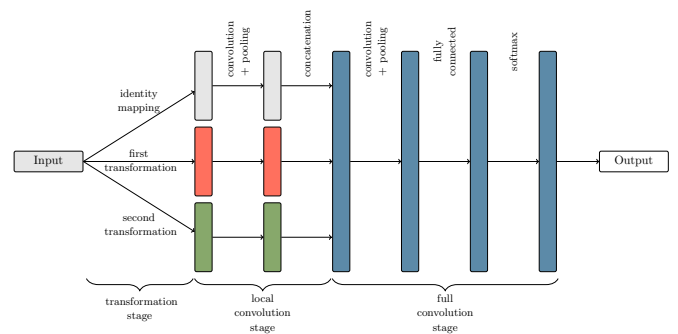 convolution
+ pooling
concatenation
convolution
+ pooling
fully
connected
softmax
identity
mapping
Input
first
transformation
Output
second
transformation
transformation
stage
local
convolution
stage
full
convolution
stage